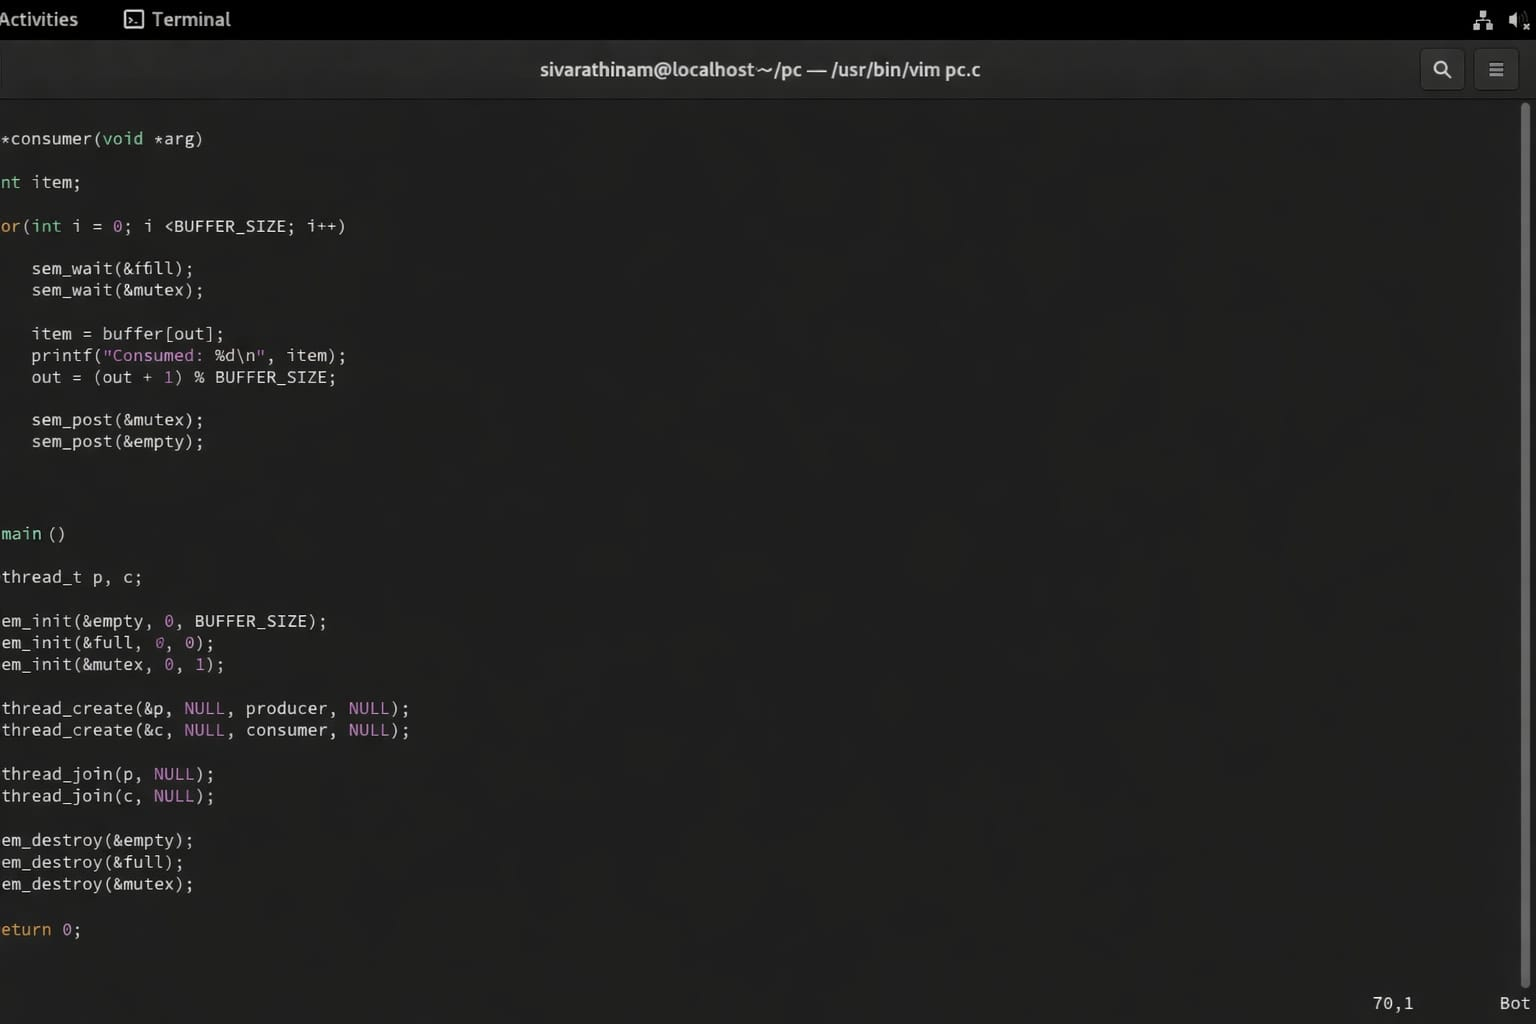 Activities Terminal
sivarathinam@localhost:~/pc — /usr/bin/vim pc.c
*consumer(void *arg)
nt item;
or(int i = 0; i <BUFFER_SIZE; i++)
sem_wait(
sem_wait(&mutex);
item = buffer[out];
printf("Consumed: %d\n", item);
out = (out + 1) % BUFFER_SIZE;
sem_post(&mutex);
sem_post(&empty);
main ()
thread_t p, c;
em_init(&empty, 0, BUFFER_SIZE);
em_init(&full, 0, 0);
em_init(&mutex, 0, 1);
thread_create(&p, NULL, producer, NULL);
thread_create(&c, NULL, consumer, NULL);
thread_join(p, NULL);
thread_join(c, NULL);
em_destroy(&empty);
em_destroy(&full);
em_destroy(&mutex);
eturn 0;
70,1 Bot